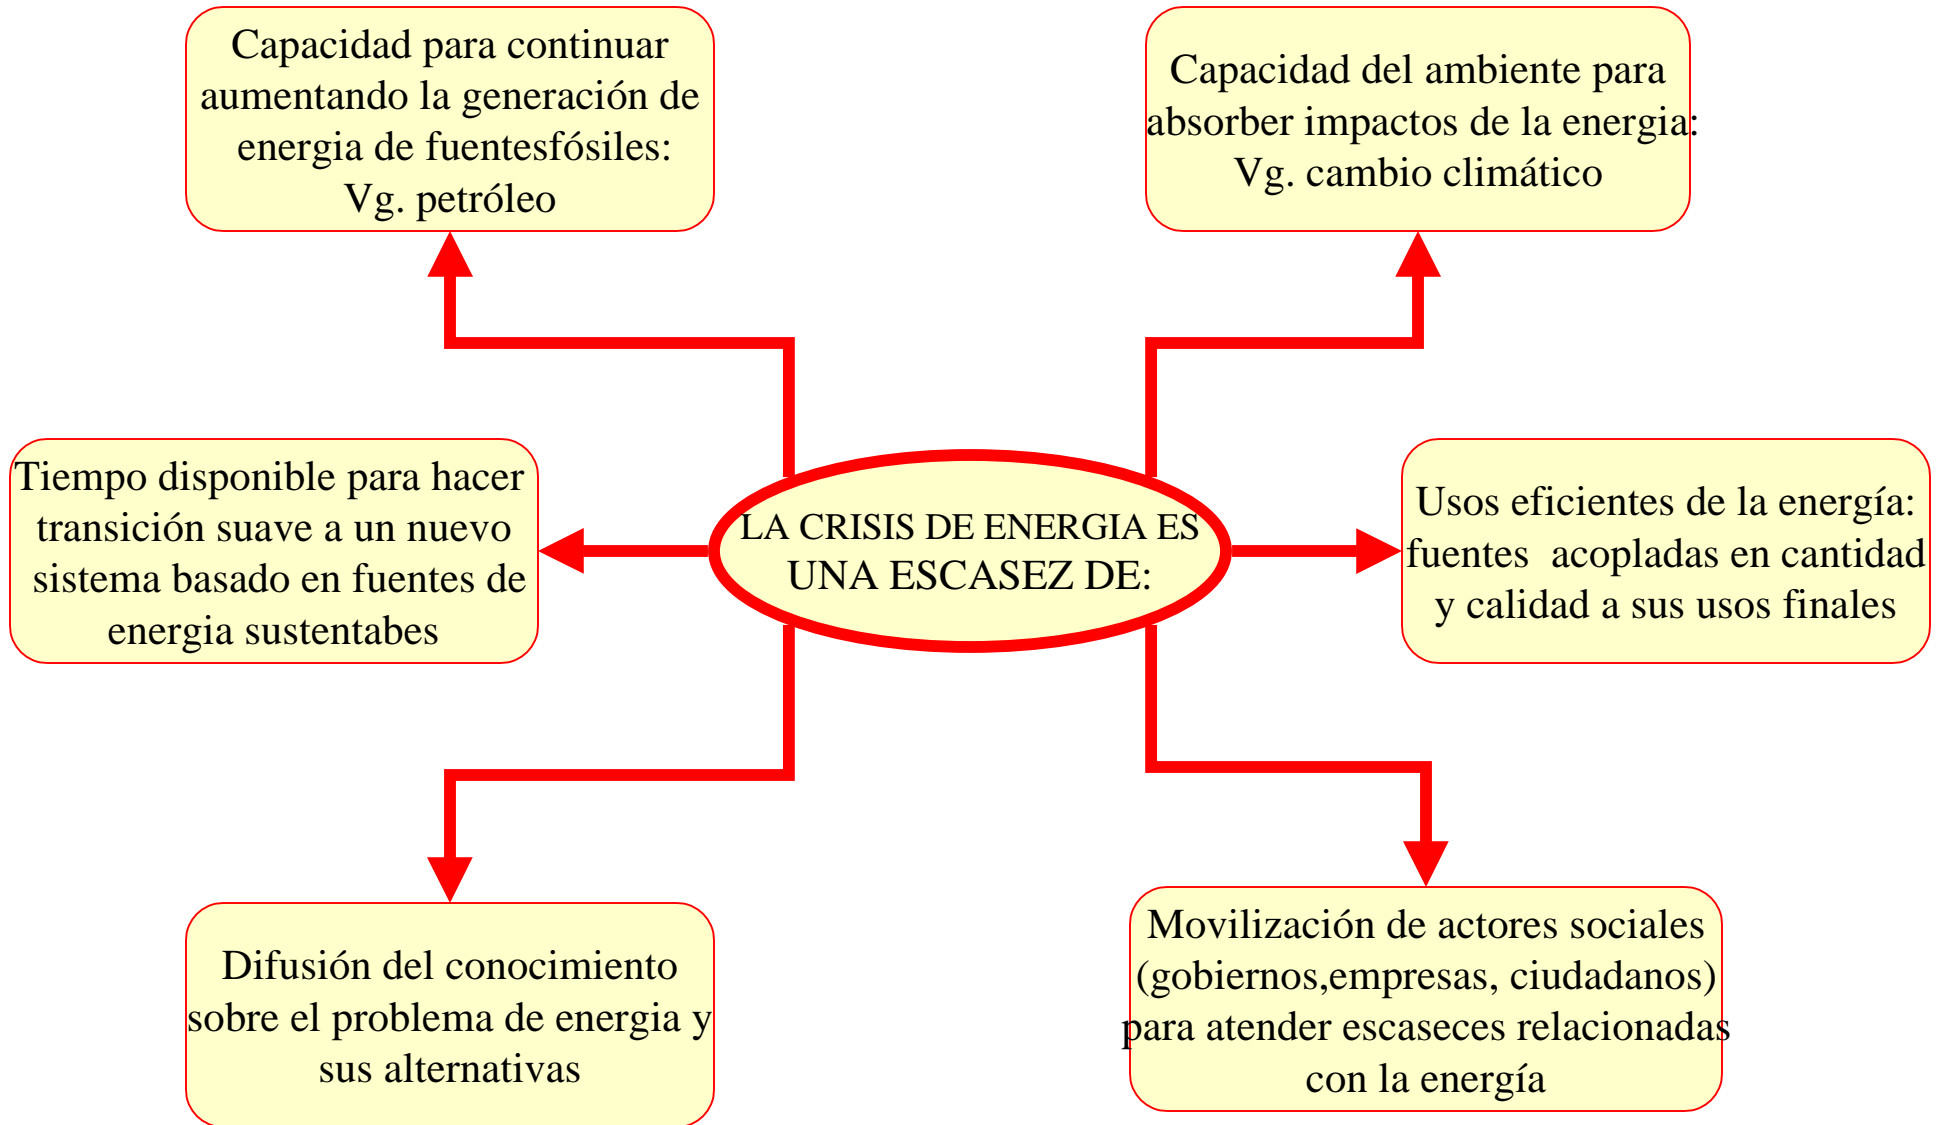 Capacidad para continuar
aumentando la generación de
energia de fuentesfósiles:
Vg. petróleo
Capacidad del ambiente para
absorber impactos de la energia:
Vg. cambio climático
Tiempo disponible para hacer
transición suave a un nuevo
sistema basado en fuentes de
energia sustentabes
LA CRISIS DE ENERGIA ES
UNA ESCASEZ DE:
Usos eficientes de la energía:
fuentes  acopladas en cantidad
y calidad a sus usos finales
Difusión del conocimiento
sobre el problema de energia y
sus alternativas
Movilización de actores sociales
(gobiernos,empresas, ciudadanos)
para atender escaseces relacionadas
con la energía